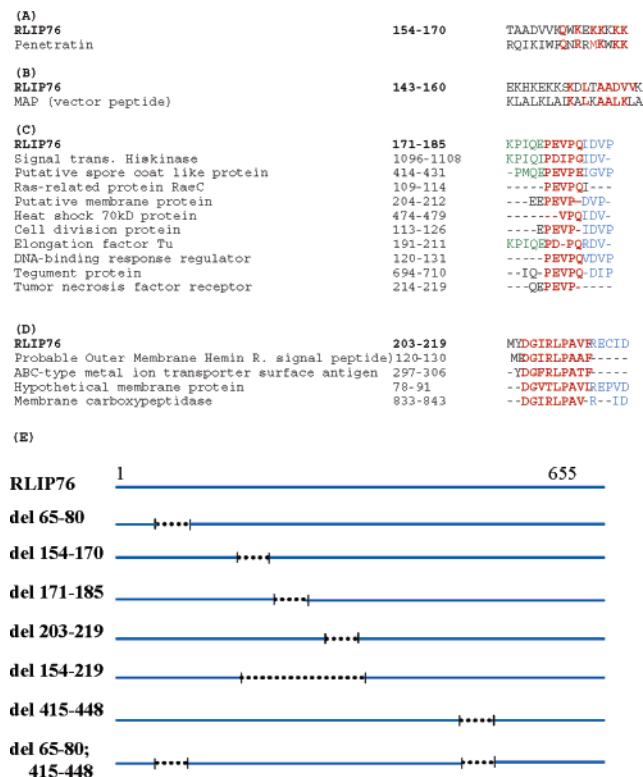 (A)
RLIP76 154-170 TAADVVKQWKEKKKKK
Penetratin RQIKIWFQNRRMKWKK
(B)
RLIP76 143-160 EKHKEKKSKDLTAADVVK
MAP (vector peptide) KLALKLALKALKAALKLA
(C)
RLIP76 171-185 KPIQEPEVPQIDVP
Signal trans. Hiskinase 1096-1108 KPIQIPDIPGIDV-
Putative spore coat like protein 414-431 -PMQEPEVPEIGVP
Ras-related protein RaeC 109-114 -----PEVPQI---
Putative membrane protein 204-212 ---EEPEVP-DVP-
Heat shock 70kD protein 474-479 -------VPQIDV-
Cell division protein 113-126 ----EPEVP-IDVP
Elongation factor Tu 191-211 KPIQEPD-PQRDV-
DNA-binding response regulator 120-131 -----PEVPQVDVP
Tegument protein 694-710 --IQ-PEVPQ-DIP
Tumor necrosis factor receptor 214-219 ---QEPEVP-----
(D)
RLIP76 203-219 MYDGIRLPAVFRECID
Probable Outer Membrane Hemin R. signal peptide) 120-130 MEDGIRLPAAF-----
ABC-type metal ion transporter surface antigen 297-306 -YDGFRLPATF-----
Hypothetical membrane protein 78-91 --DGVTLPAVLREPVD
Membrane carboxypeptidase 833-843 --DGIRLPAV-R--ID
(E)
1 655
RLIP76
del 65-80
del 154-170
del 171-185
del 203-219
del 154-219
del 415-448
del 65-80;
415-448